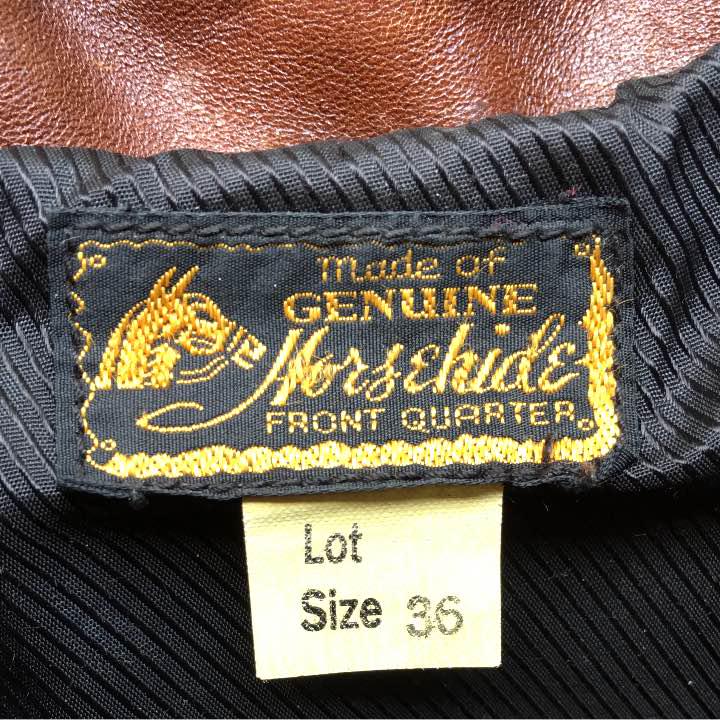 Made of
GENUINE
Horsehide
FRONT QUARTER
Lot
Size 36